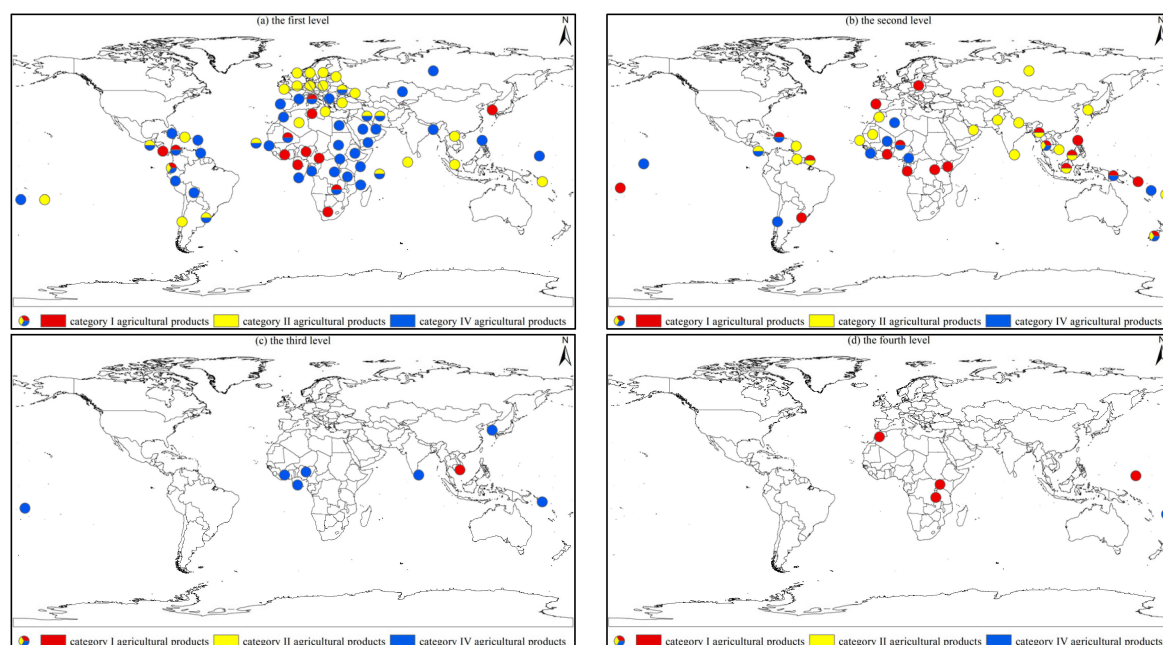 (a) the first level
N
category I agricultural products category II agricultural products category IV agricultural products
(b) the second level
N
category I agricultural products category II agricultural products category IV agricultural products
(c) the third level
N
category I agricultural products category II agricultural products category IV agricultural products
(d) the fourth level
N
category I agricultural products category II agricultural products category IV agricultural products